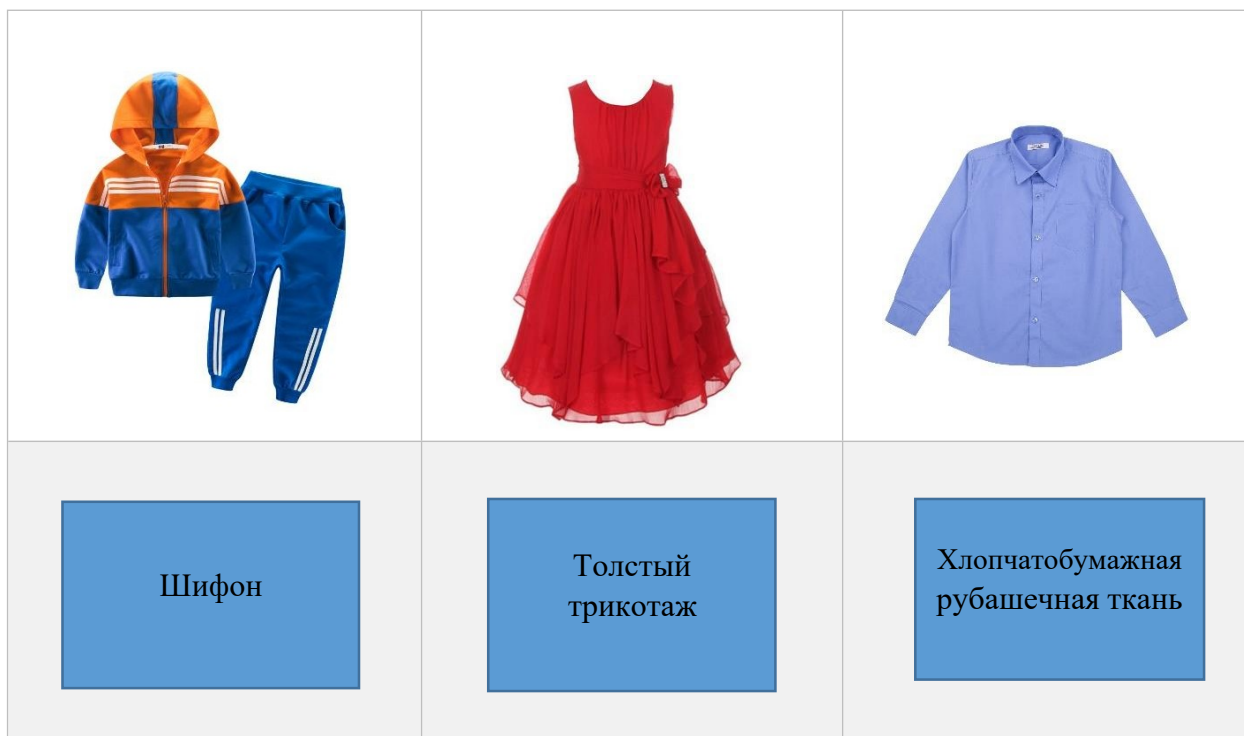 Шифон
Толстый
трикотаж
Хлопчатобумажная
рубашечная ткань